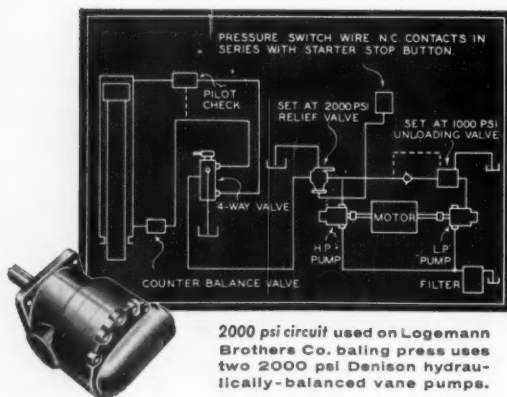 PRESSURE SWITCH WIRE N.C. CONTACTS IN
SERIES WITH STARTER STOP BUTTON.
PILOT
CHECK
SET AT 2000 PSI
RELIEF VALVE
SET AT 1000 PSI
UNLOADING VALVE
4-WAY VALVE
MOTOR
H.P.
PUMP
L.P.
PUMP
COUNTER BALANCE VALVE
FILTER
2000 psi circuit used on Logemann
Brothers Co. baling press uses
two 2000 psi Denison hydrau-
lically-balanced vane pumps.